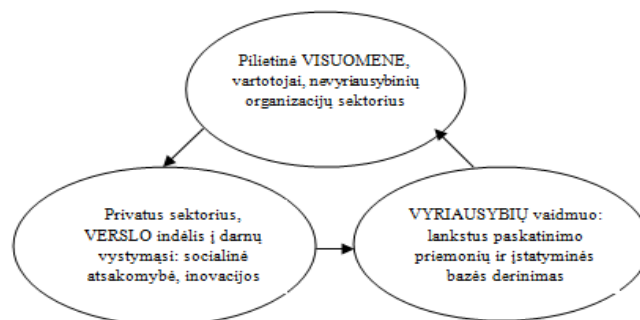 Pilietinė VISUOMENE,
vartotojai, nevyriausybinių
organizacijų sektorius
Privatus sektorius,
VERSLO indėlis į darnų
vystymąsi: socialinė
atsakomybė, inovacijos
VYRIAUSYBIŲ vaidmuo:
lankstus paskatinimo
priemonių ir įstatyminės
bazės derinimas